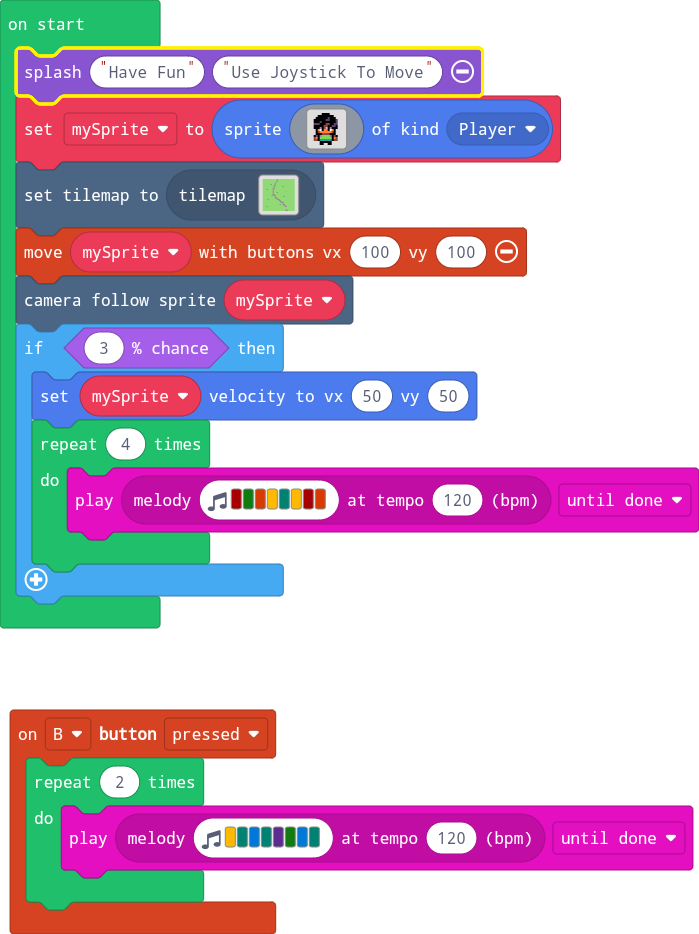 on start
splash "Have Fun" "Use Joystick To Move"
set mySprite to sprite of kind Player
set tilemap to tilemap
move mySprite with buttons vx 100 vy 100
camera follow sprite mySprite
if 3 % chance then
set mySprite velocity to vx 50 vy 50
repeat 4 times
do
play melody at tempo 120 (bpm) until done
on B button pressed
repeat 2 times
do
play melody at tempo 120 (bpm) until done